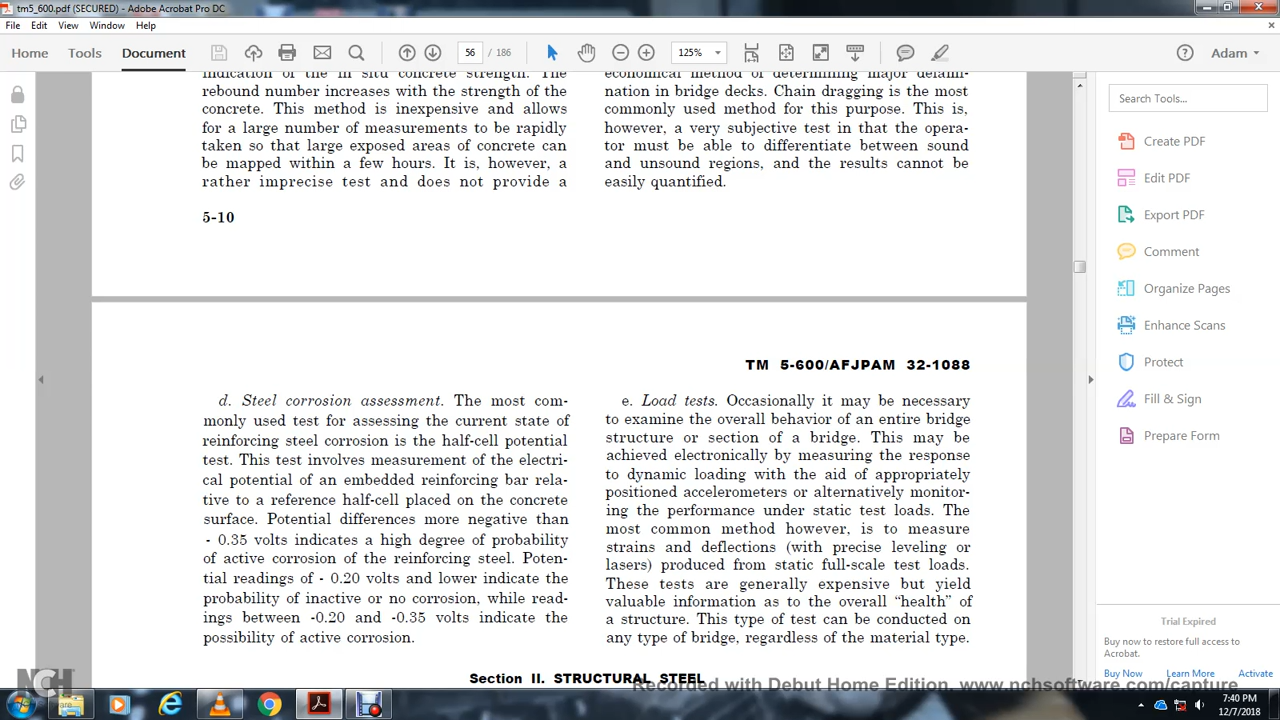 tm5_600.pdf (SECURED) - Adobe Acrobat Pro DC
File Edit View Window Help
Home Tools Document 56 / 186 125% Adam
indication of the in situ concrete strength. The
rebound number increases with the strength of the
concrete. This method is inexpensive and allows
for a large number of measurements to be rapidly
taken so that large exposed areas of concrete can
be mapped within a few hours. It is, however, a
rather imprecise test and does not provide a
5-10
economical method of determining major delami-
nation in bridge decks. Chain dragging is the most
commonly used method for this purpose. This is,
however, a very subjective test in that the opera-
tor must be able to differentiate between sound
and unsound regions, and the results cannot be
easily quantified.
TM 5-600/AFJPAM 32-1088
d. Steel corrosion assessment. The most com-
monly used test for assessing the current state of
reinforcing steel corrosion is the half-cell potential
test. This test involves measurement of the electri-
cal potential of an embedded reinforcing bar rela-
tive to a reference half-cell placed on the concrete
surface. Potential differences more negative than
- 0.35 volts indicates a high degree of probability
of active corrosion of the reinforcing steel. Poten-
tial readings of - 0.20 volts and lower indicate the
probability of inactive or no corrosion, while read-
ings between -0.20 and -0.35 volts indicate the
possibility of active corrosion.
e. Load tests. Occasionally it may be necessary
to examine the overall behavior of an entire bridge
structure or section of a bridge. This may be
achieved electronically by measuring the response
to dynamic loading with the aid of appropriately
positioned accelerometers or alternatively monitor-
ing the performance under static test loads. The
most common method however, is to measure
strains and deflections (with precise leveling or
lasers) produced from static full-scale test loads.
These tests are generally expensive but yield
valuable information as to the overall “health” of
a structure. This type of test can be conducted on
any type of bridge, regardless of the material type.
Section II. STRUCTURAL STEEL
Search Tools...
Create PDF
Edit PDF
Export PDF
Comment
Organize Pages
Enhance Scans
Protect
Fill & Sign
Prepare Form
Trial Expired
Buy now to restore full access to
Acrobat.
Buy Now Learn More Activate
NCH
Recorded with Debut Home Edition. www.nchsoftware.com/capture
7:40 PM
12/7/2018